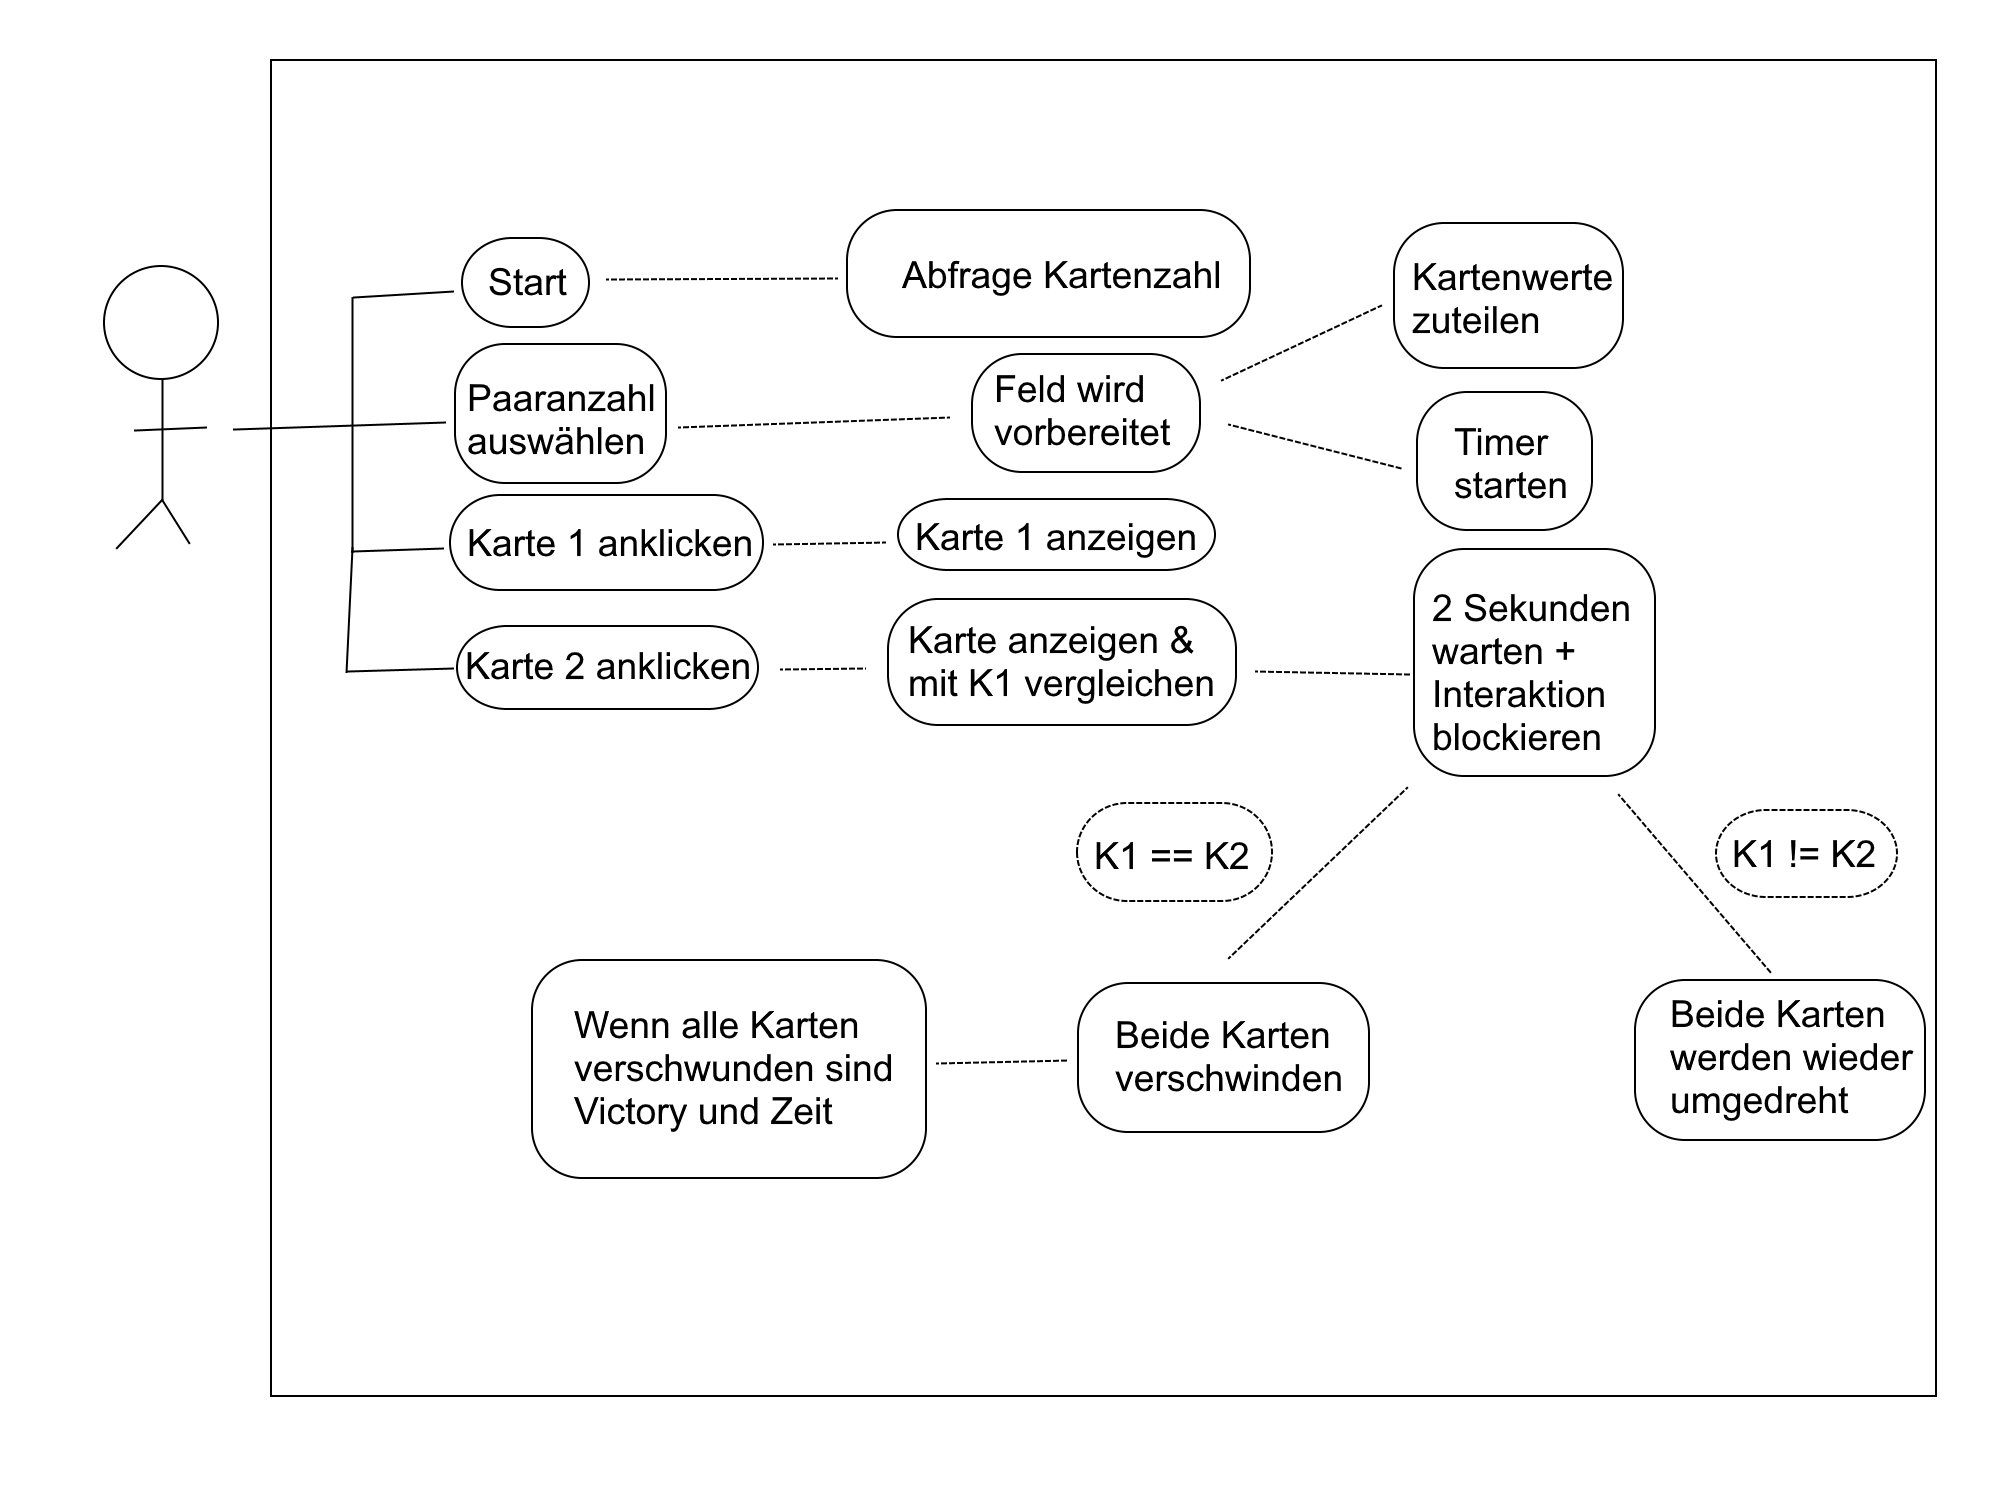 Start
Abfrage Kartenzahl
Kartenwerte
zuteilen
Paaranzahl
auswählen
Feld wird
vorbereitet
Timer
starten
Karte 1 anklicken
Karte 1 anzeigen
Karte 2 anklicken
Karte anzeigen &
mit K1 vergleichen
2 Sekunden
warten +
Interaktion
blockieren
K1 == K2
K1 != K2
Wenn alle Karten
verschwunden sind
Victory und Zeit
Beide Karten
verschwinden
Beide Karten
werden wieder
umgedreht